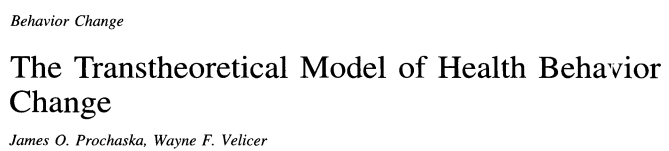 Behavior Change
The Transtheoretical Model of Health Behavior
Change
James O. Prochaska, Wayne F. Velicer